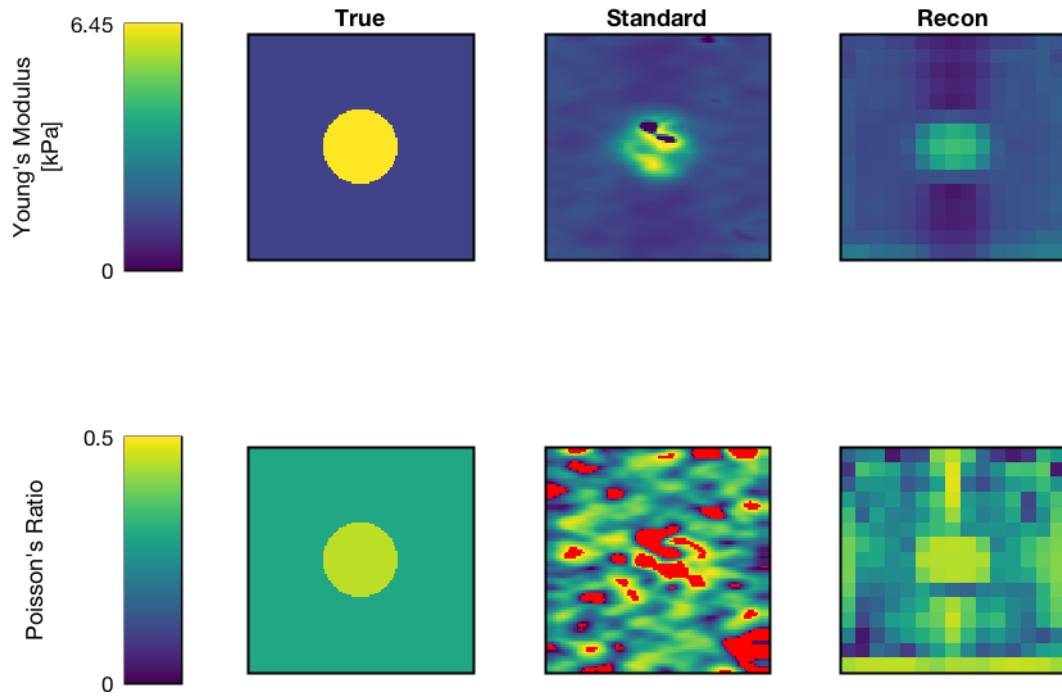 True
Standard
Recon
6.45
Young's Modulus
[kPa]
0
0.5
Poisson's Ratio
0